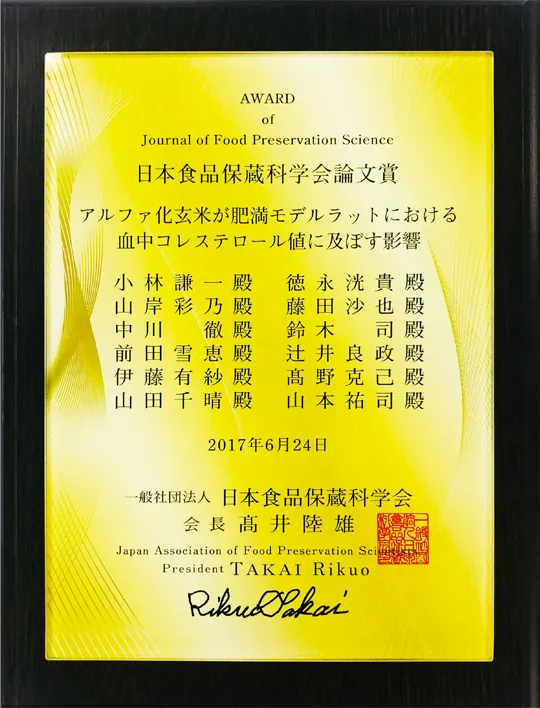 AWARD
of
Journal of Food Preservation Science
日本食品保蔵科学会論文賞
アルファ化玄米が肥満モデルラットにおける
血中コレステロール値に及ぼす影響
小林謙一殿 徳永洸貴殿
山岸彩乃殿 藤田沙也殿
中川 徹殿 鈴木 司殿
前田雪恵殿 辻井良政殿
伊藤有紗殿 髙野克己殿
山田千晴殿 山本祐司殿
2017年6月24日
一般社団法人 日本食品保蔵科学会
会長 髙井陸雄
Japan Association of Food Preservation Scientists
President TAKAI Rikuo
Rikuo Takai